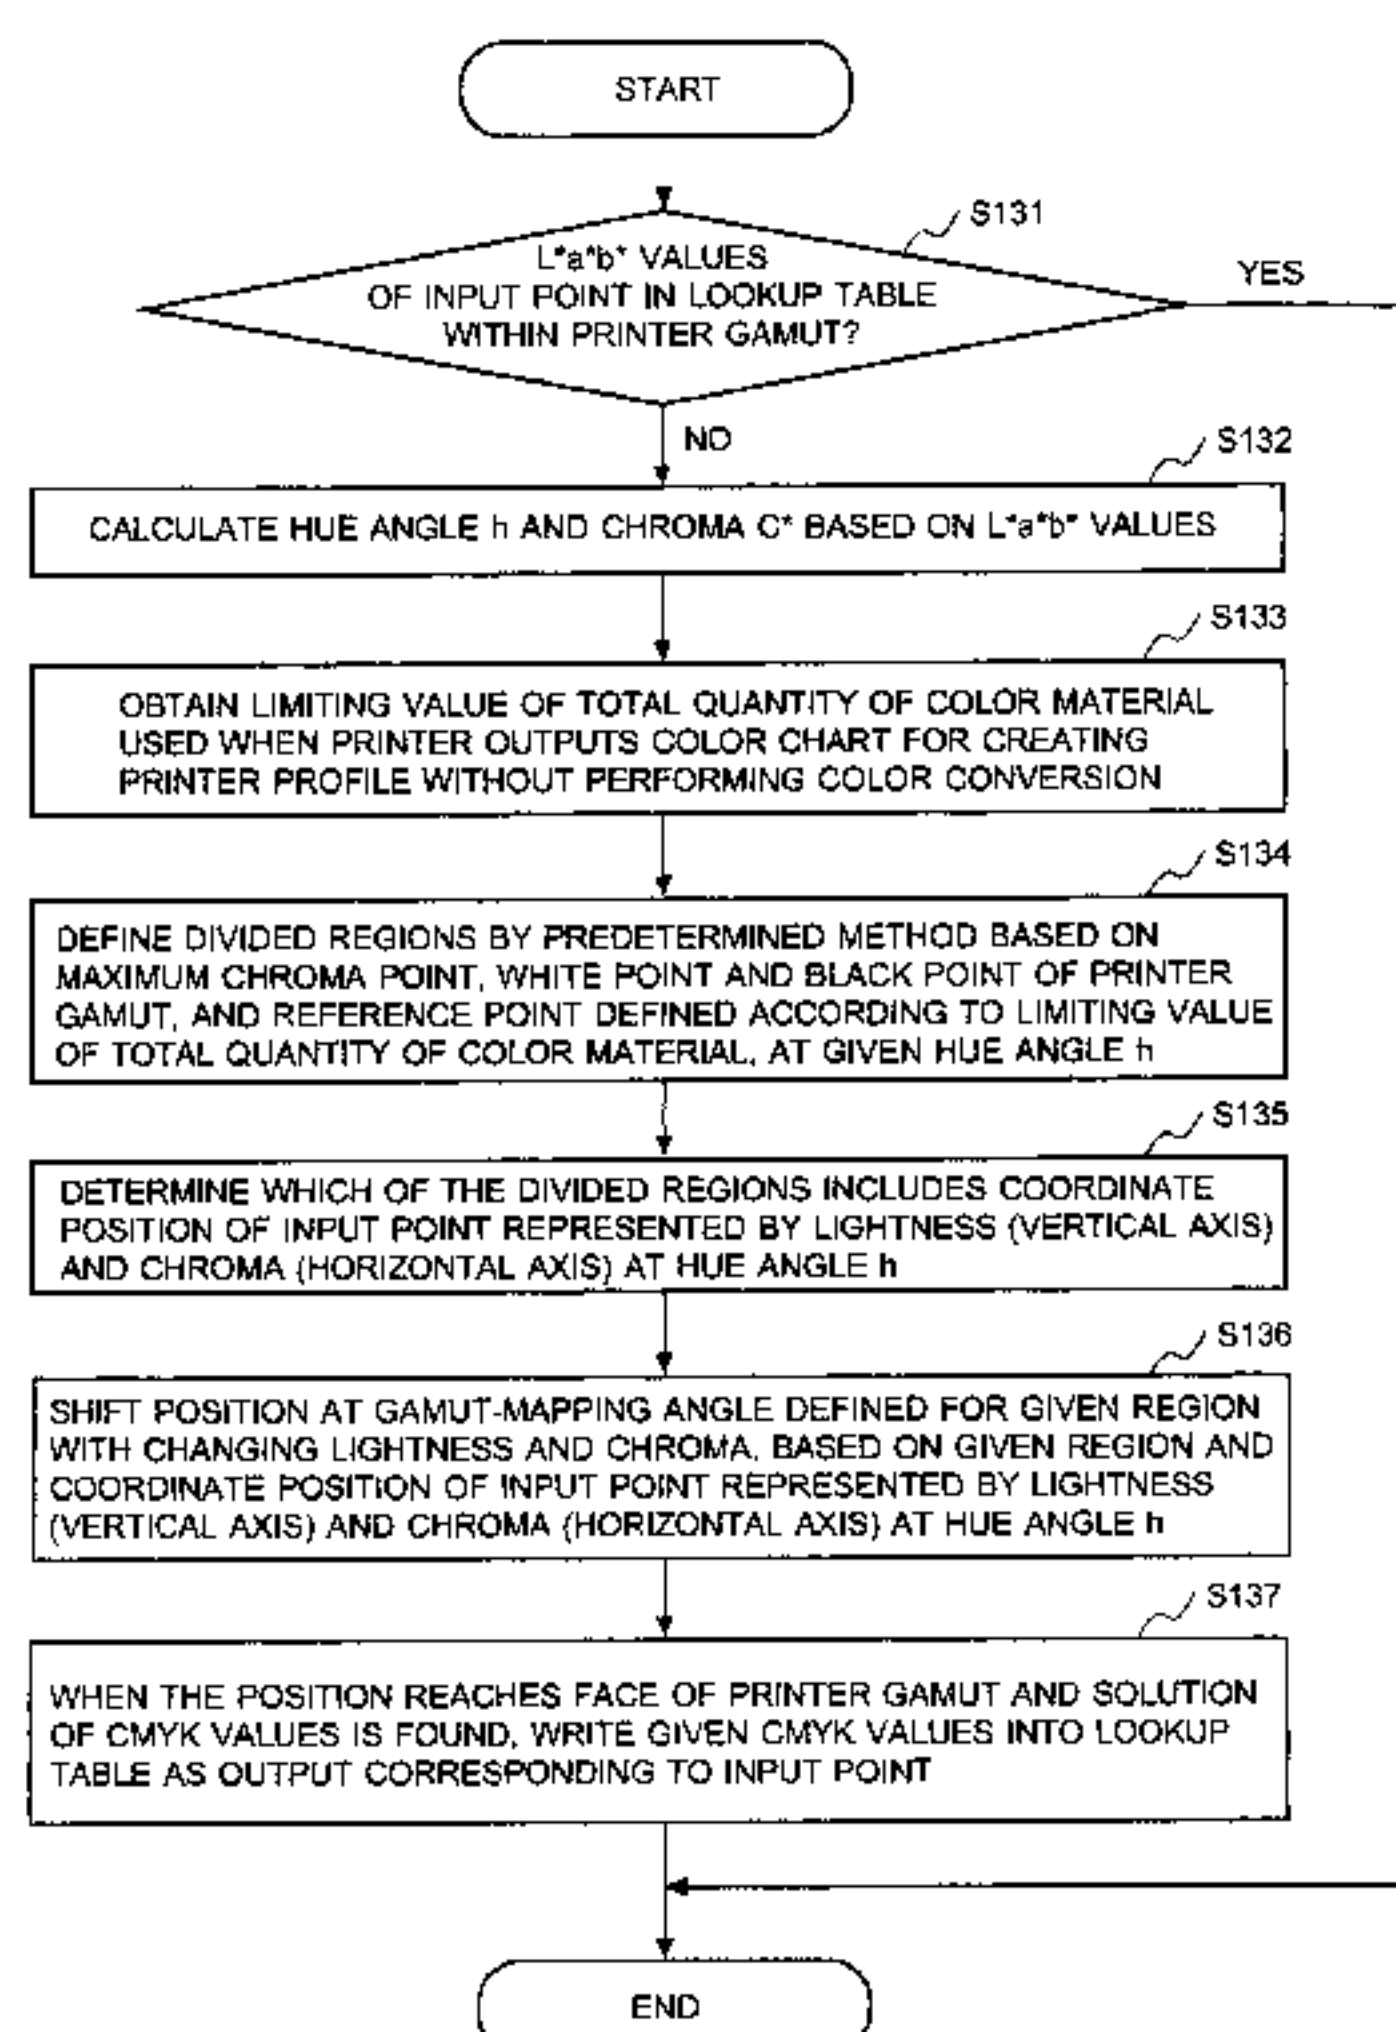 START
S131
L*a*b* VALUES
OF INPUT POINT IN LOOKUP TABLE
WITHIN PRINTER GAMUT?
YES
NO
S132
CALCULATE HUE ANGLE h AND CHROMA C* BASED ON L*a*b* VALUES
S133
OBTAIN LIMITING VALUE OF TOTAL QUANTITY OF COLOR MATERIAL
USED WHEN PRINTER OUTPUTS COLOR CHART FOR CREATING
PRINTER PROFILE WITHOUT PERFORMING COLOR CONVERSION
S134
DEFINE DIVIDED REGIONS BY PREDETERMINED METHOD BASED ON
MAXIMUM CHROMA POINT, WHITE POINT AND BLACK POINT OF PRINTER
GAMUT, AND REFERENCE POINT DEFINED ACCORDING TO LIMITING VALUE
OF TOTAL QUANTITY OF COLOR MATERIAL, AT GIVEN HUE ANGLE h
S135
DETERMINE WHICH OF THE DIVIDED REGIONS INCLUDES COORDINATE
POSITION OF INPUT POINT REPRESENTED BY LIGHTNESS (VERTICAL AXIS)
AND CHROMA (HORIZONTAL AXIS) AT HUE ANGLE h
S136
SHIFT POSITION AT GAMUT-MAPPING ANGLE DEFINED FOR GIVEN REGION
WITH CHANGING LIGHTNESS AND CHROMA, BASED ON GIVEN REGION AND
COORDINATE POSITION OF INPUT POINT REPRESENTED BY LIGHTNESS
(VERTICAL AXIS) AND CHROMA (HORIZONTAL AXIS) AT HUE ANGLE h
S137
WHEN THE POSITION REACHES FACE OF PRINTER GAMUT AND SOLUTION
OF CMYK VALUES IS FOUND, WRITE GIVEN CMYK VALUES INTO LOOKUP
TABLE AS OUTPUT CORRESPONDING TO INPUT POINT
END